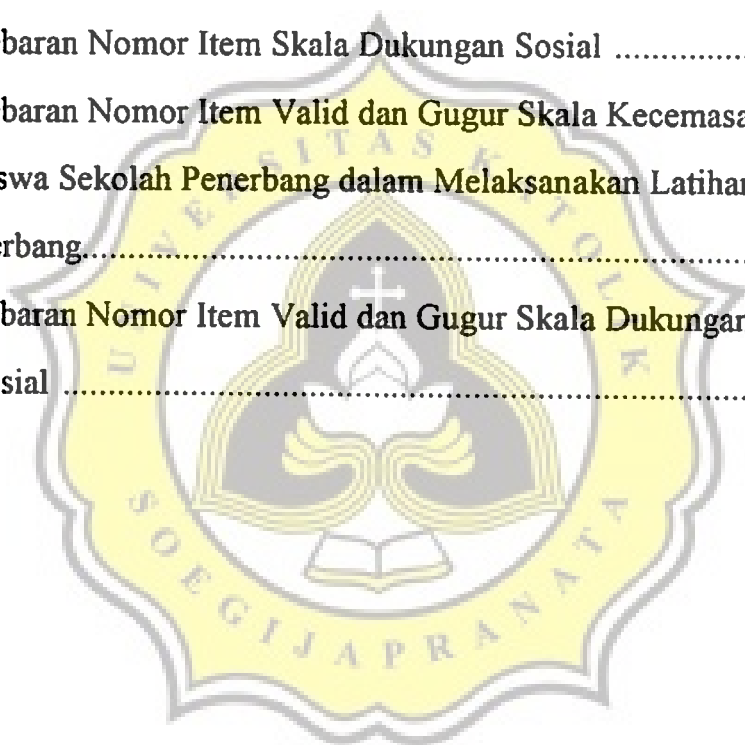 baran Nomor Item Skala Dukungan Sosial ................
baran Nomor Item Valid dan Gugur Skala Kecemasa
swa Sekolah Penerbang dalam Melaksanakan Latihan
erbang................................................................
baran Nomor Item Valid dan Gugur Skala Dukungan
sial ................................................................
UNIVERSITAS KATOLIK
SOEGIJAPRANATA